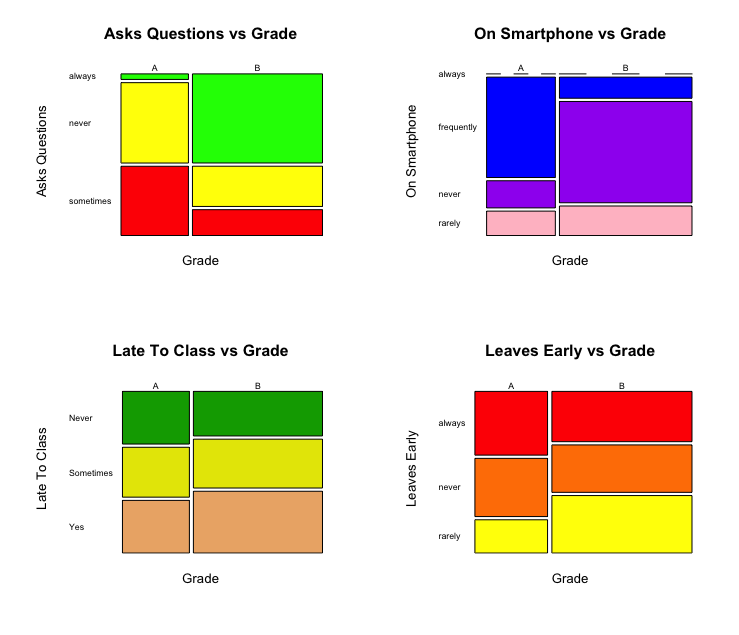 Asks Questions vs Grade
A B
always
never
sometimes
Asks Questions
Grade
On Smartphone vs Grade
A B
always
frequently
never
rarely
On Smartphone
Grade
Late To Class vs Grade
A B
Never
Sometimes
Yes
Late To Class
Grade
Leaves Early vs Grade
A B
always
never
rarely
Leaves Early
Grade